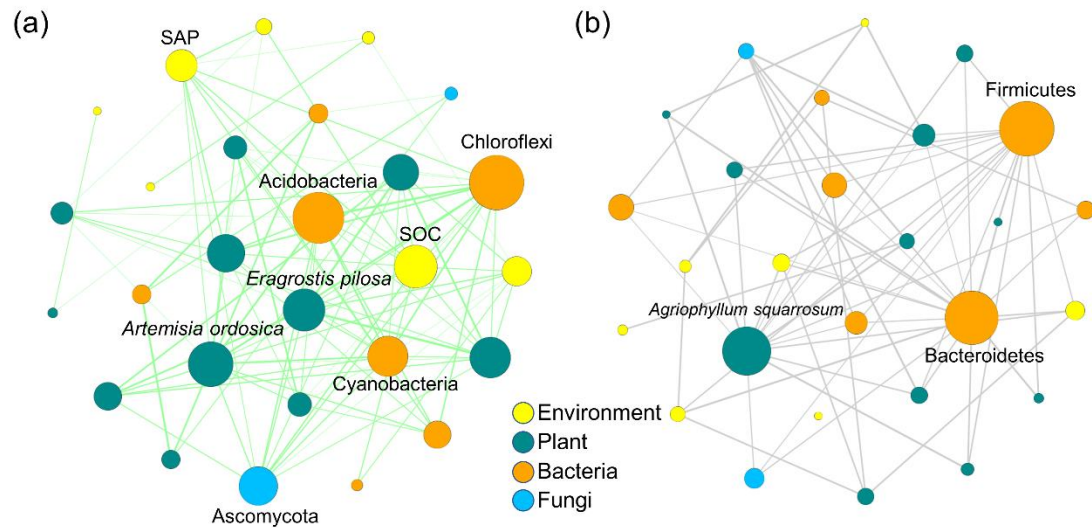 (a)
SAP
Chloroflexi
Acidobacteria
SOC
Eragrostis pilosa
Artemisia ordosica
Cyanobacteria
Ascomycota
Environment
Plant
Bacteria
Fungi
(b)
Firmicutes
Agriophyllum squarrosum
Bacteroidetes